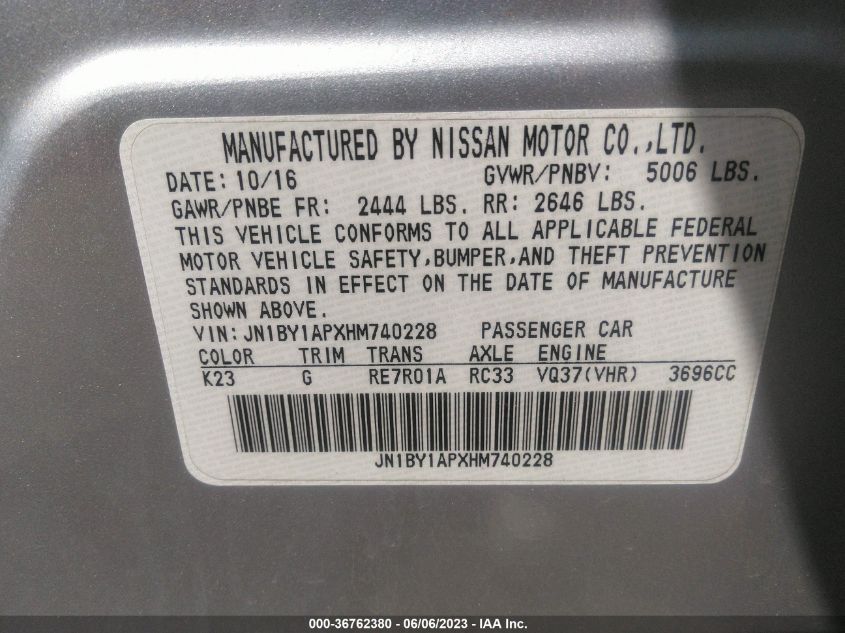 MANUFACTURED BY NISSAN MOTOR CO.,LTD.
DATE: 10/16 GVWR/PNBV: 5006 LBS.
GAWR/PNBE FR: 2444 LBS. RR: 2646 LBS.
THIS VEHICLE CONFORMS TO ALL APPLICABLE FEDERAL
MOTOR VEHICLE SAFETY,BUMPER,AND THEFT PREVENTION
STANDARDS IN EFFECT ON THE DATE OF MANUFACTURE
SHOWN ABOVE.
VIN: JN1BY1APXHM740228 PASSENGER CAR
COLOR TRIM TRANS AXLE ENGINE
K23 G RE7R01A RC33 VQ37(VHR) 3696CC
JN1BY1APXHM740228
000-36762380 - 06/06/2023 - IAA Inc.